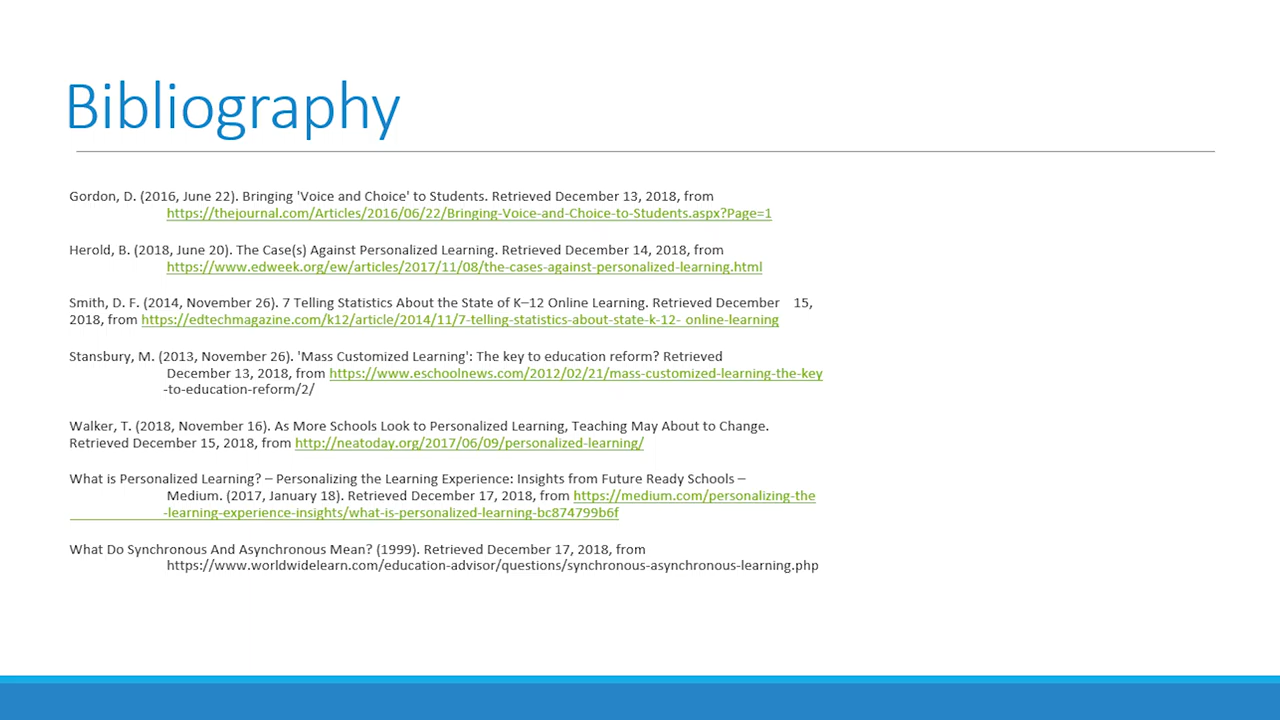 Bibliography
Gordon, D. (2016, June 22). Bringing 'Voice and Choice' to Students. Retrieved December 13, 2018, from
https://thejournal.com/Articles/2016/06/22/Bringing-Voice-and-Choice-to-Students.aspx?Page=1
Herold, B. (2018, June 20). The Case(s) Against Personalized Learning. Retrieved December 14, 2018, from
https://www.edweek.org/ew/articles/2017/11/08/the-cases-against-personalized-learning.html
Smith, D. F. (2014, November 26). 7 Telling Statistics About the State of K–12 Online Learning. Retrieved December 15,
2018, from https://edtechmagazine.com/k12/article/2014/11/7-telling-statistics-about-state-k-12- online-learning
Stansbury, M. (2013, November 26). 'Mass Customized Learning': The key to education reform? Retrieved
December 13, 2018, from https://www.eschoolnews.com/2012/02/21/mass-customized-learning-the-key
-to-education-reform/2/
Walker, T. (2018, November 16). As More Schools Look to Personalized Learning, Teaching May About to Change.
Retrieved December 15, 2018, from http://neatoday.org/2017/06/09/personalized-learning/
What is Personalized Learning? – Personalizing the Learning Experience: Insights from Future Ready Schools –
Medium. (2017, January 18). Retrieved December 17, 2018, from https://medium.com/personalizing-the
-learning-experience-insights/what-is-personalized-learning-bc874799b6f
What Do Synchronous And Asynchronous Mean? (1999). Retrieved December 17, 2018, from
https://www.worldwidelearn.com/education-advisor/questions/synchronous-asynchronous-learning.php